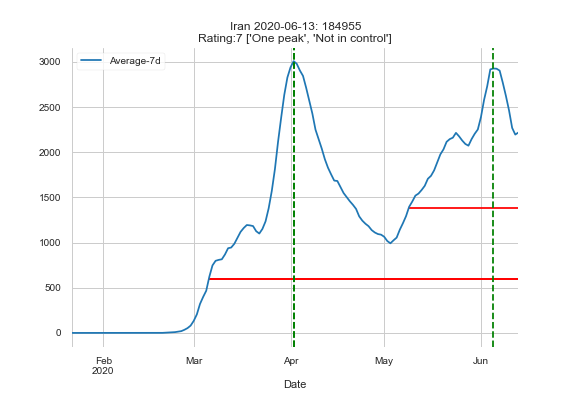 Iran 2020-06-13: 184955
Rating:7 ['One peak', 'Not in control']
Average-7d
3000
2500
2000
1500
1000
500
0
Feb
2020
Mar
Apr
May
Jun
Date